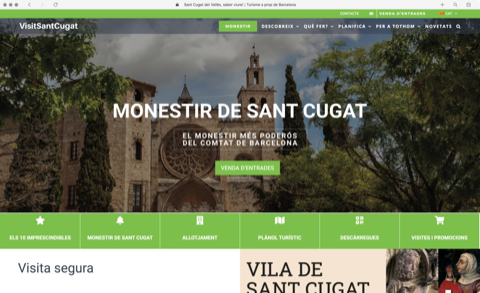 Sant Cugat del Vallès, saber viure! | Turisme a prop de Barcelona
CONTACTE VENDA D'ENTRADES CAT
VisitSantCugat
MONESTIR DESCOBREIX QUÈ FER? PLANIFICA PER A TOTHOM NOVETATS
MONESTIR DE SANT CUGAT
EL MONESTIR MÉS PODERÓS
DEL COMTAT DE BARCELONA
VENDA D'ENTRADES
ELS 10 IMPRESCINDIBLES MONESTIR DE SANT CUGAT ALLOTJAMENT PLÀNOL TURÍSTIC DESCÀRREGUES VISITES I PROMOCIONS
Visita segura
VILA DE
SANT CUGAT